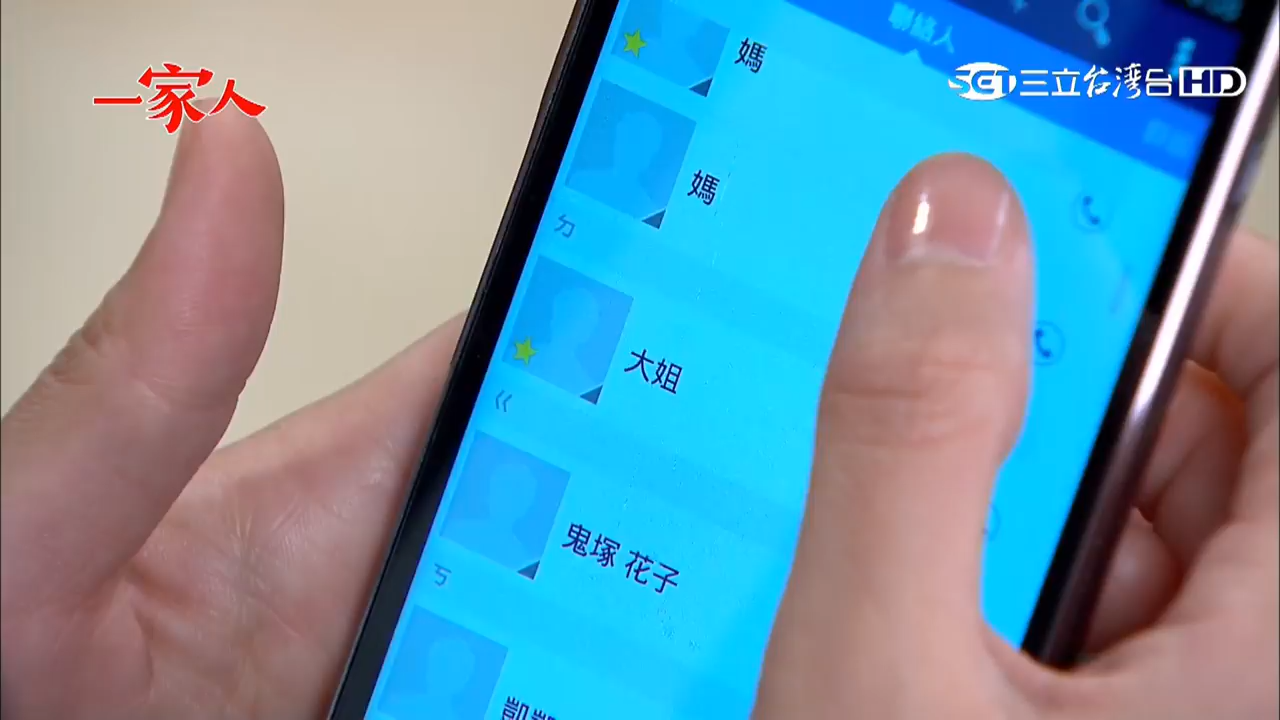 一家人
SET三立台灣台HD
聯絡人
媽
媽
ㄉ
大姐
ㄍ
鬼塚 花子
ㄎ